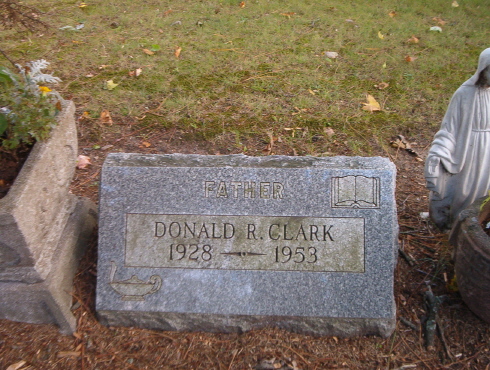 FATHER
DONALD R. CLARK
1928 1953